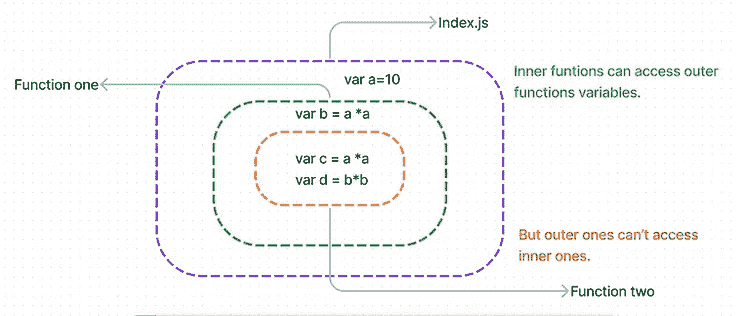 Index.js
Function one
var a=10
Inner funtions can access outer
functions variables.
var b = a *a
var c = a *a
var d = b*b
But outer ones can't access
inner ones.
Function two